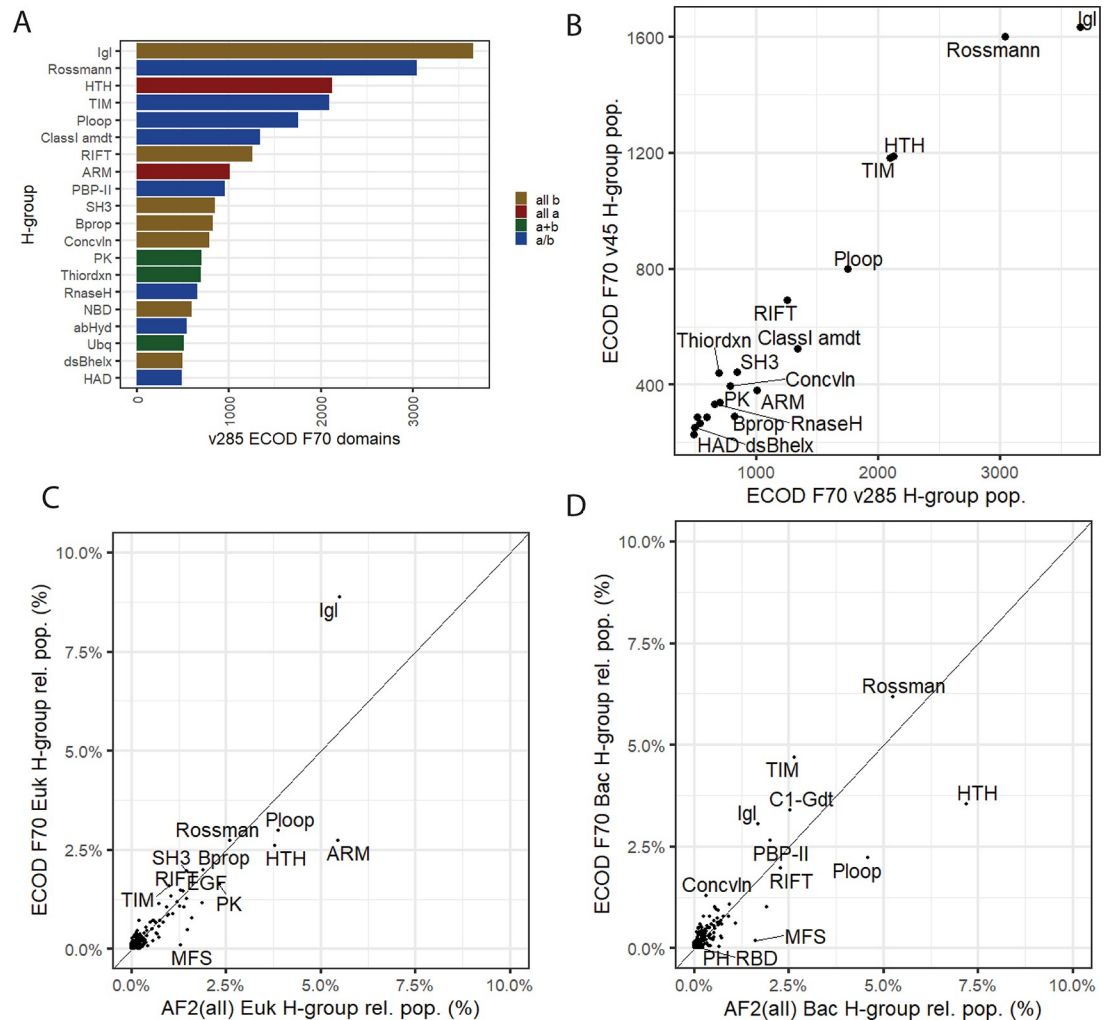 A
Igl
Rossmann
HTH
TIM
Ploop
ClassI amdt
RIFT
ARM
PBP-II
SH3
Bprop
Concvln
PK
Thiordxn
RnaseH
NBD
abHyd
Ubq
dsBhelx
HAD
H-group
0
1000
2000
3000
v285 ECOD F70 domains
all b
all a
a+b
a/b
B
ECOD F70 v45 H-group pop.
1600
1200
800
400
Igl
Rossmann
HTH
TIM
Ploop
RIFT
ClassI amdt
Thiordxn
SH3
Concvln
PK ARM
Bprop RnaseH
HAD dsBhelx
1000
2000
3000
ECOD F70 v285 H-group pop.
C
ECOD F70 Euk H-group rel. pop. (%)
10.0%
7.5%
5.0%
2.5%
0.0%
Igl
Ploop
Rossman
HTH
ARM
SH3 Bprop
RIFT EGF
TIM
PK
MFS
0.0%
2.5%
5.0%
7.5%
10.0%
AF2(all) Euk H-group rel. pop. (%)
D
ECOD F70 Bac H-group rel. pop. (%)
10.0%
7.5%
5.0%
2.5%
0.0%
Rossman
TIM
C1-Gdt
HTH
Igl
PBP-II
Ploop
RIFT
Concvln
MFS
PH RBD
0.0%
2.5%
5.0%
7.5%
10.0%
AF2(all) Bac H-group rel. pop. (%)